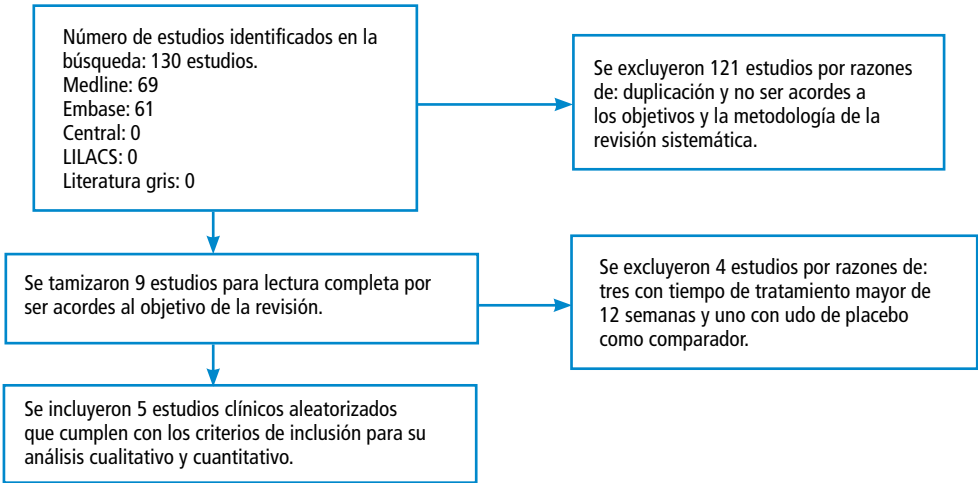 Número de estudios identificados en la
búsqueda: 130 estudios.
Medline: 69
Embase: 61
Central: 0
LILACS: 0
Literatura gris: 0
Se excluyeron 121 estudios por razones
de: duplicación y no ser acordes a
los objetivos y la metodología de la
revisión sistemática.
Se tamizaron 9 estudios para lectura completa por
ser acordes al objetivo de la revisión.
Se excluyeron 4 estudios por razones de:
tres con tiempo de tratamiento mayor de
12 semanas y uno con udo de placebo
como comparador.
Se incluyeron 5 estudios clínicos aleatorizados
que cumplen con los criterios de inclusión para su
análisis cualitativo y cuantitativo.